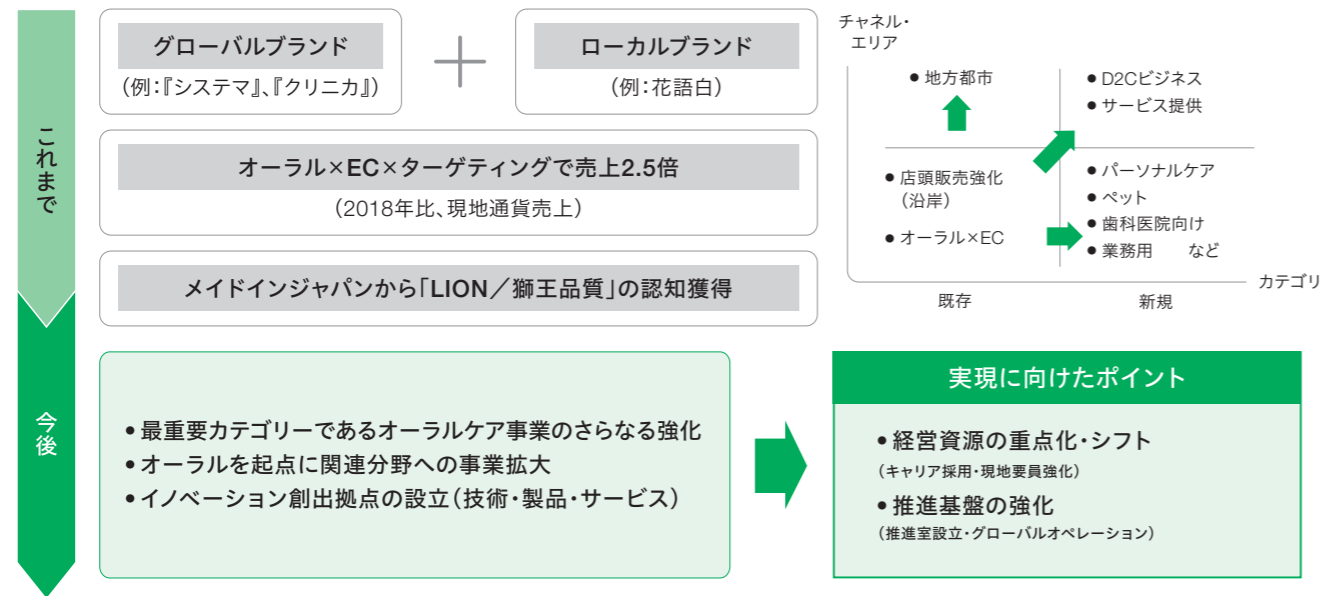 これまで
グローバルブランド
（例：『システマ』、『クリニカ』）
＋
ローカルブランド
（例：花語白）
オーラル×EC×ターゲティングで売上2.5倍
（2018年比、現地通貨売上）
メイドインジャパンから「LION／獅王品質」の認知獲得
チャネル・
エリア
● 地方都市
● D2Cビジネス
● サービス提供
● 店頭販売強化
（沿岸）
● オーラル×EC
● パーソナルケア
● ペット
● 歯科医院向け
● 業務用　など
カテゴリ
既存
新規
今後
● 最重要カテゴリーであるオーラルケア事業のさらなる強化
● オーラルを起点に関連分野への事業拡大
● イノベーション創出拠点の設立（技術・製品・サービス）
実現に向けたポイント
● 経営資源の重点化・シフト
（キャリア採用・現地要員強化）
● 推進基盤の強化
（推進室設立・グローバルオペレーション）